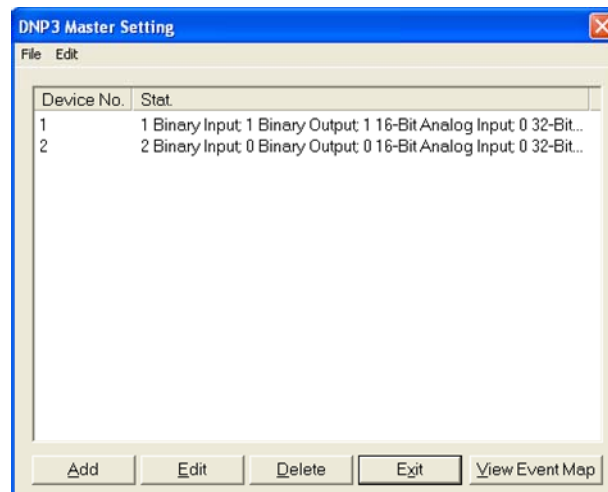 DNP3 Master Setting
File Edit
Device No. Stat.
1 1 Binary Input; 1 Binary Output; 1 16-Bit Analog Input; 0 32-Bit...
2 2 Binary Input; 0 Binary Output; 0 16-Bit Analog Input; 0 32-Bit...
Add Edit Delete Exit View Event Map